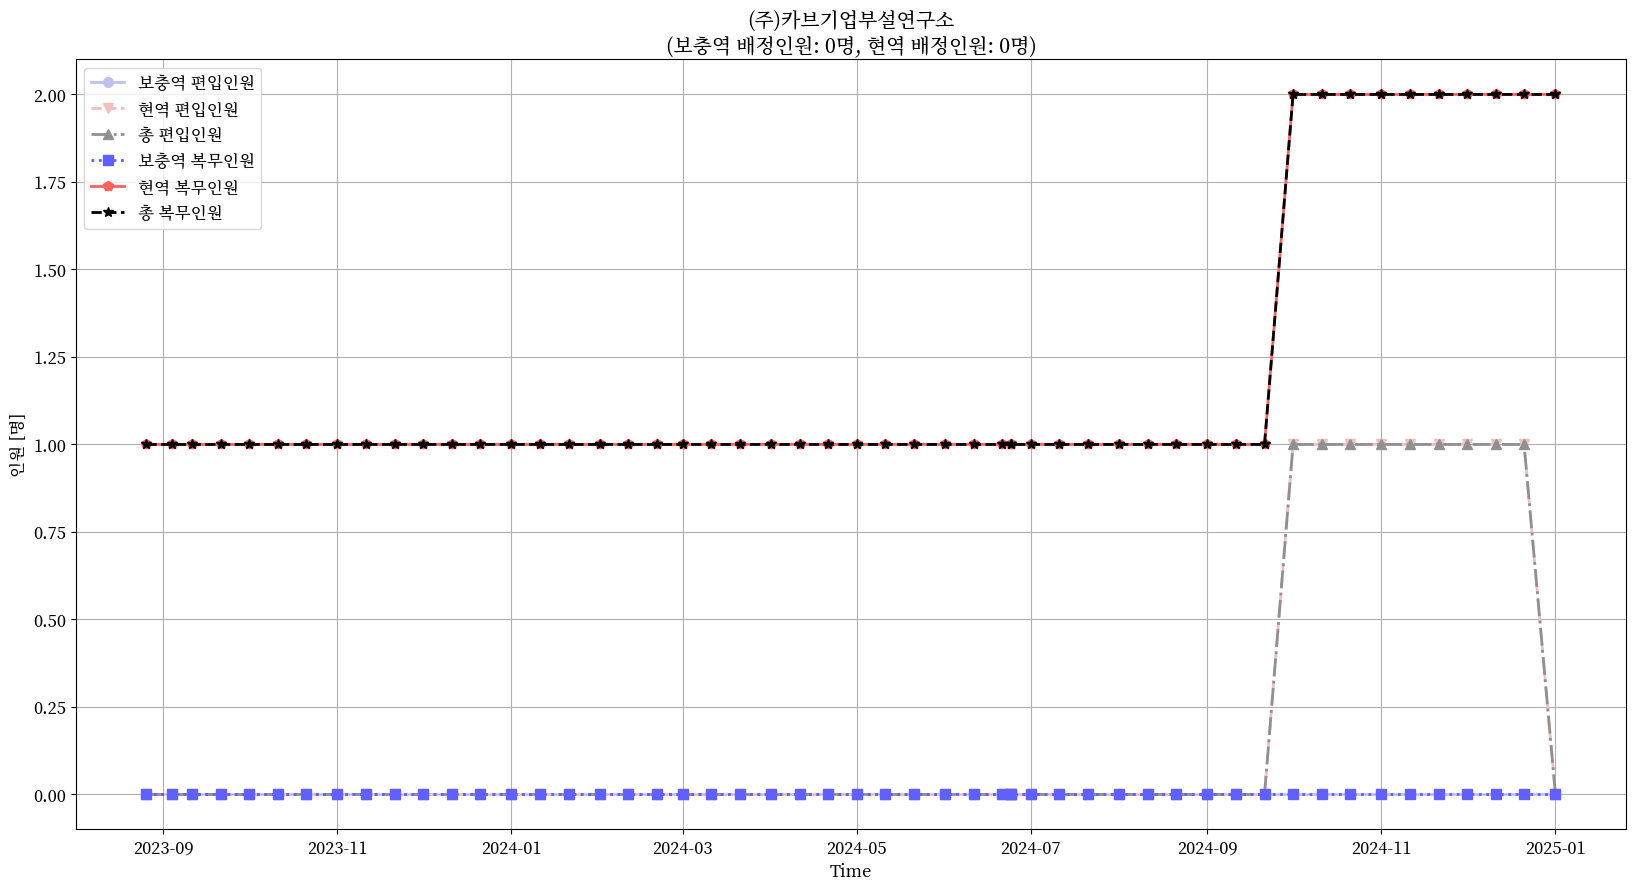 (주)카브기업부설연구소
(보충역 배정인원: 0명, 현역 배정인원: 0명)
보충역 편입인원
현역 편입인원
총 편입인원
보충역 복무인원
현역 복무인원
총 복무인원
인원 [명]
2.00
1.75
1.50
1.25
1.00
0.75
0.50
0.25
0.00
2023-09 2023-11 2024-01 2024-03 2024-05 2024-07 2024-09 2024-11 2025-01
Time